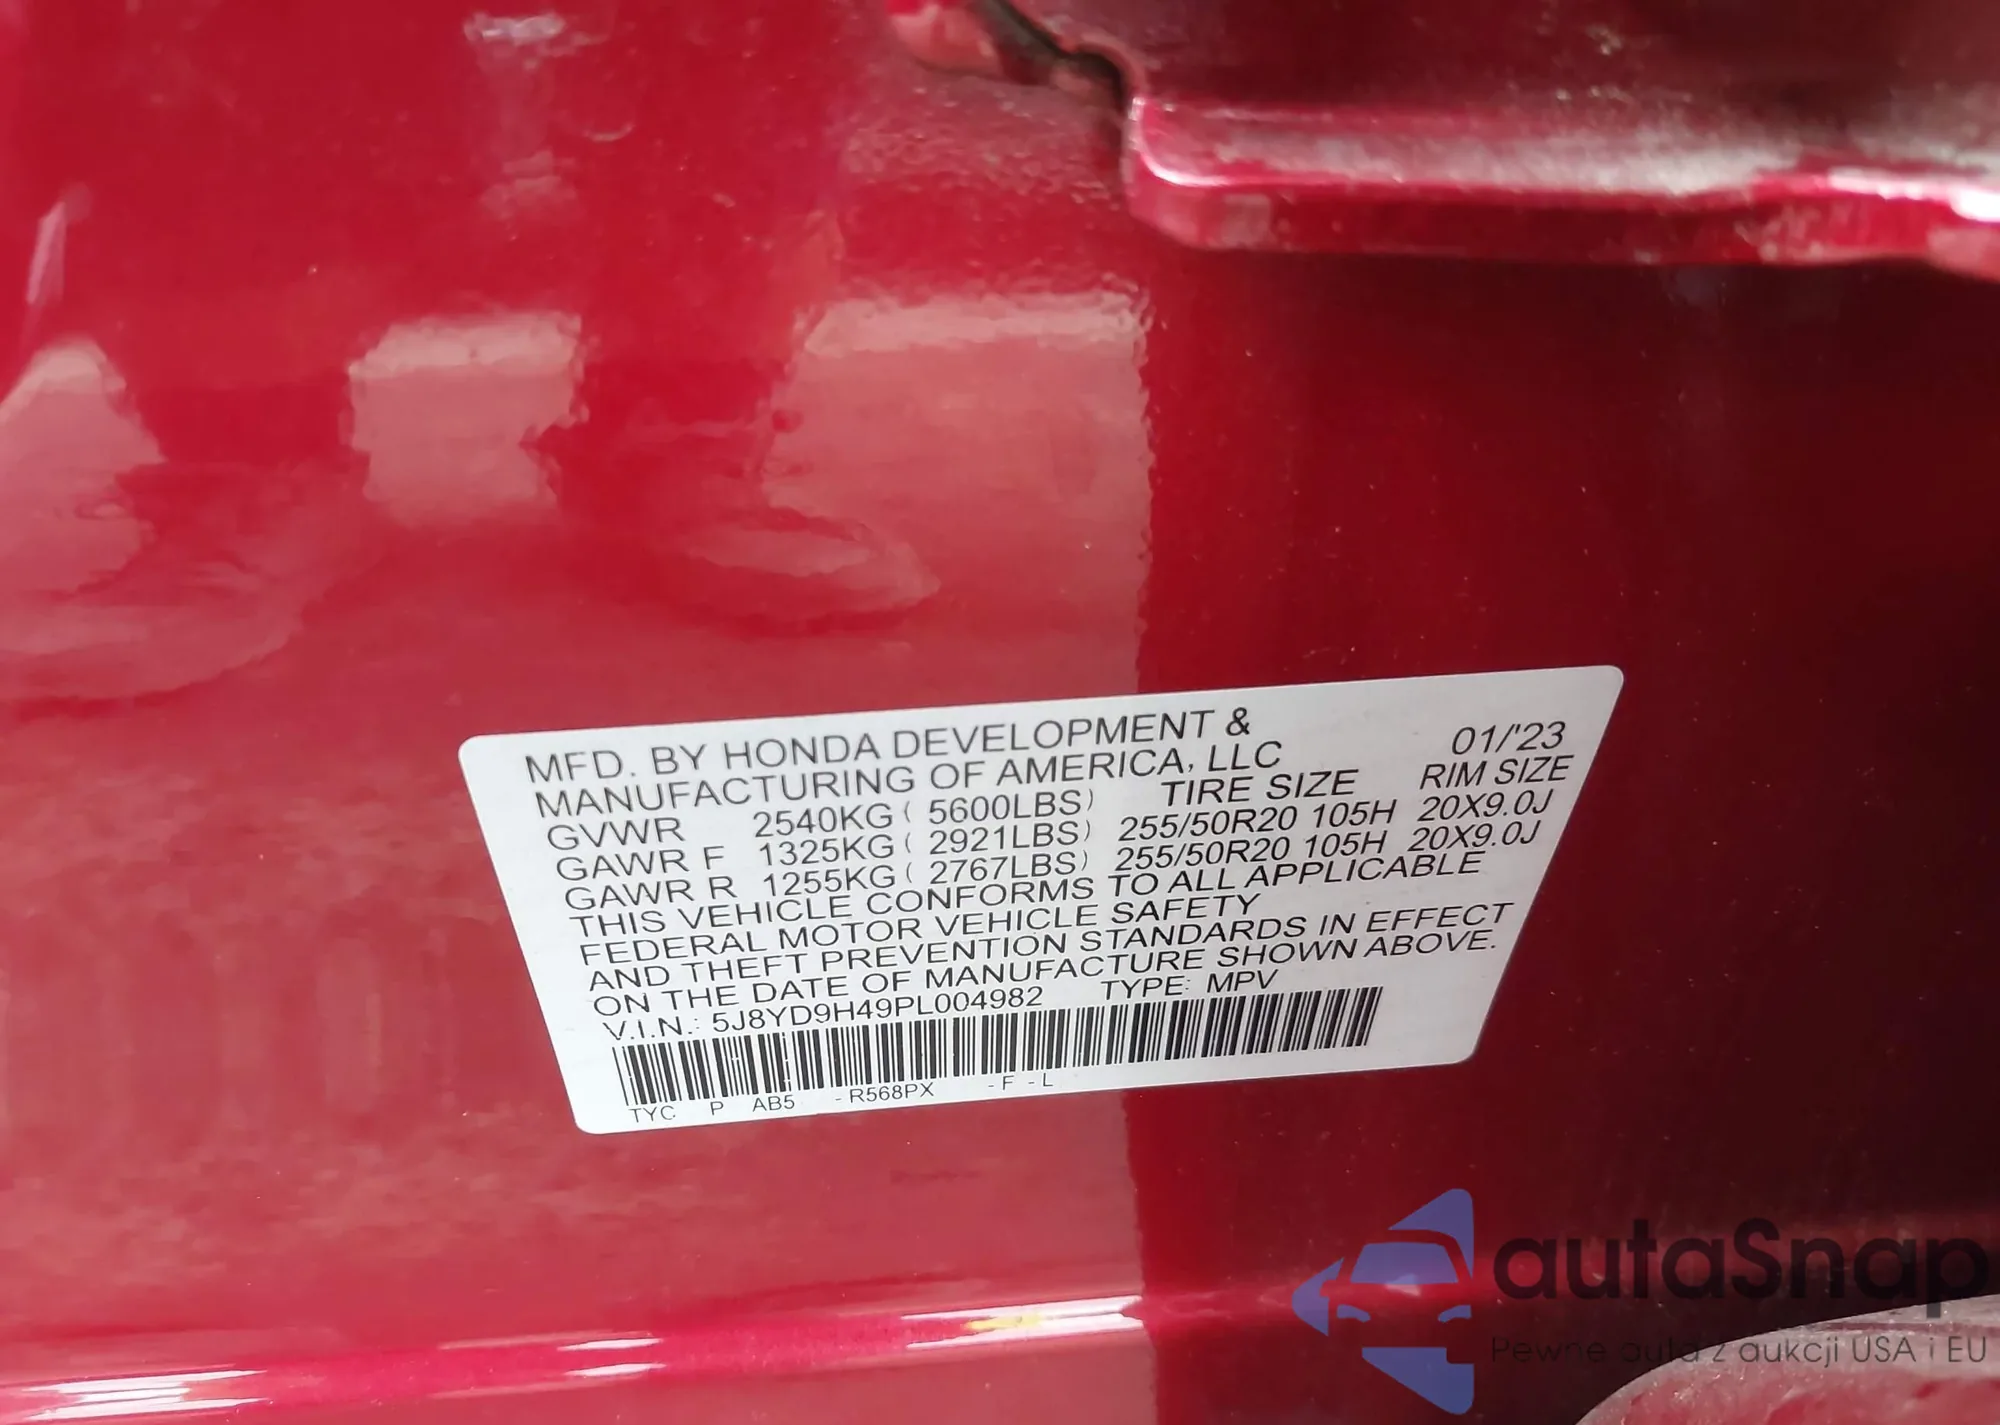 MFD. BY HONDA DEVELOPMENT & 01/'23
MANUFACTURING OF AMERICA, LLC
TIRE SIZE RIM SIZE
GVWR 2540KG ( 5600LBS)
GAWR F 1325KG ( 2921LBS) 255/50R20 105H 20X9.0J
GAWR R 1255KG ( 2767LBS) 255/50R20 105H 20X9.0J
THIS VEHICLE CONFORMS TO ALL APPLICABLE
FEDERAL MOTOR VEHICLE SAFETY
AND THEFT PREVENTION STANDARDS IN EFFECT
ON THE DATE OF MANUFACTURE SHOWN ABOVE.
V.I.N.: 5J8YD9H49PL004982 TYPE: MPV
TYC P AB5 -R568PX -F -L
autaSnap
Pewne auta z aukcji USA i EU